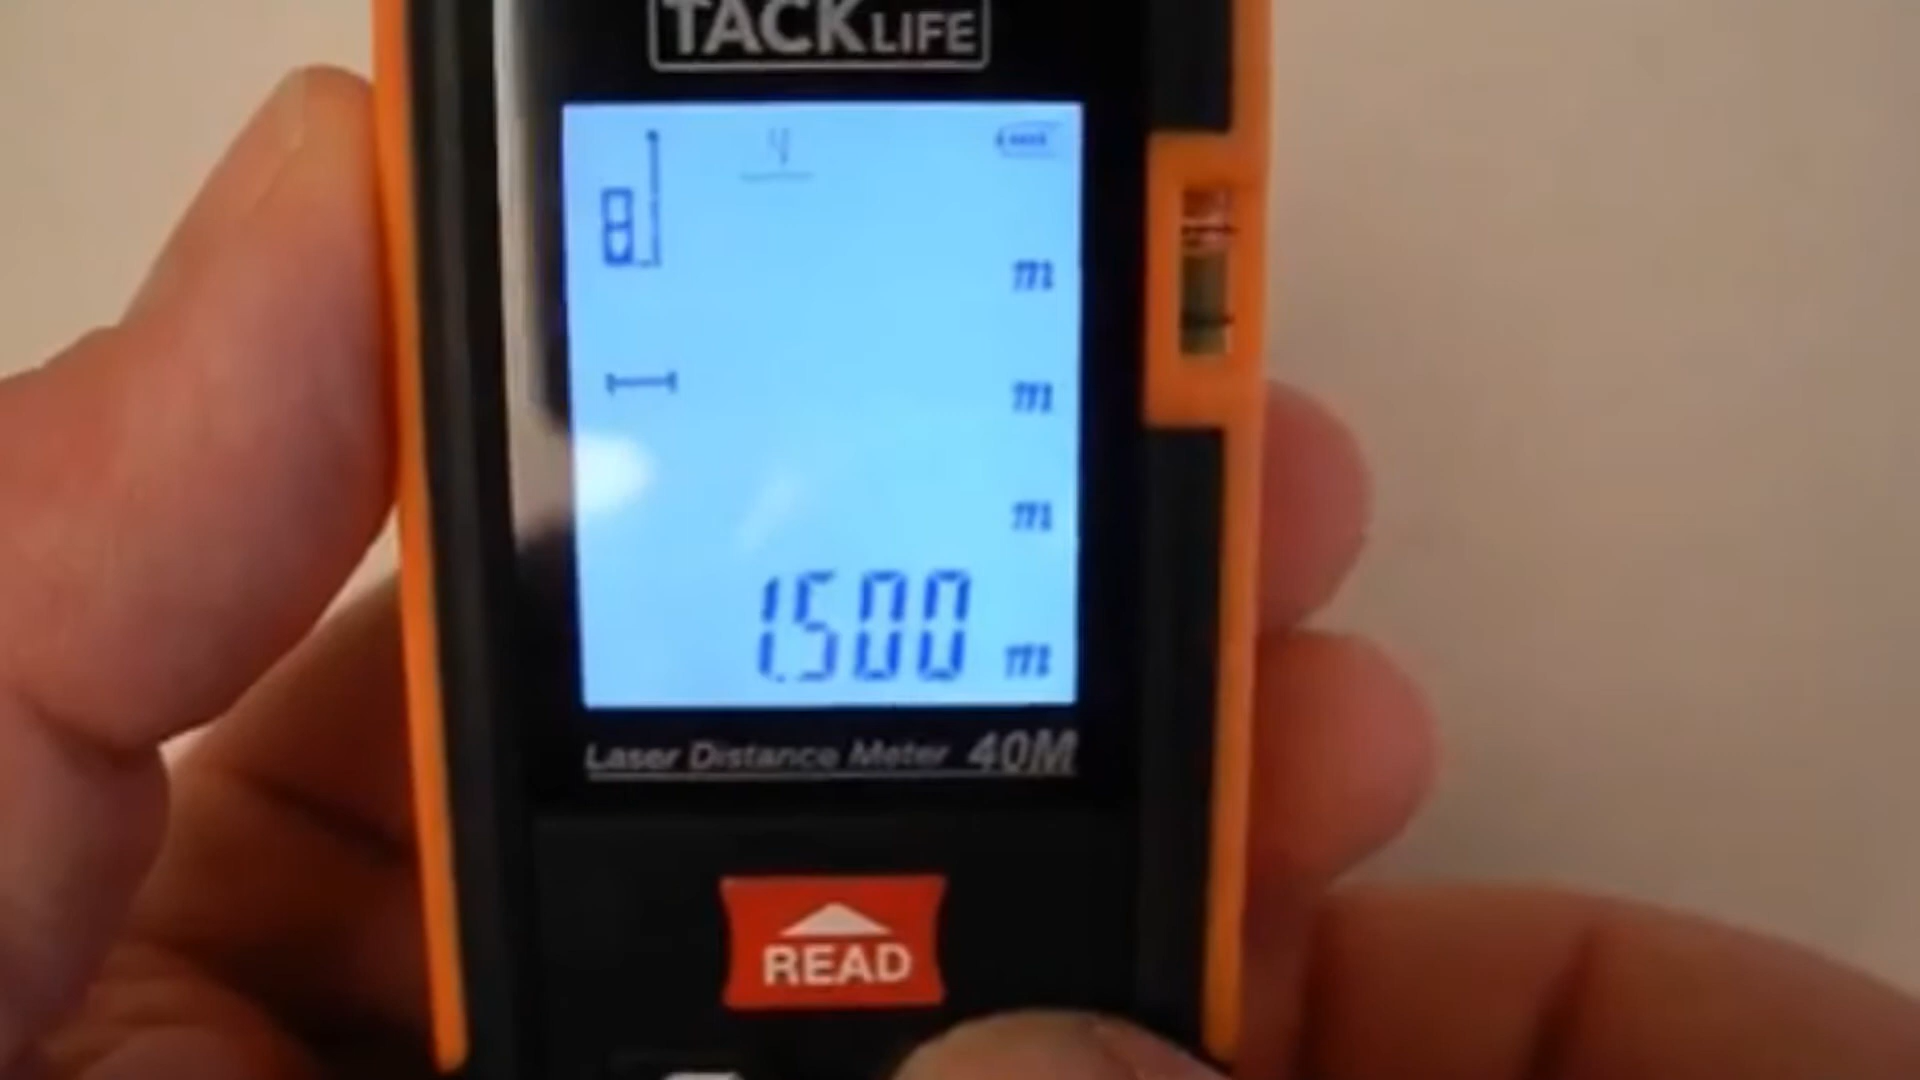 TACKLIFE
m
m
m
1.500 m
Laser Distance Meter 40M
READ